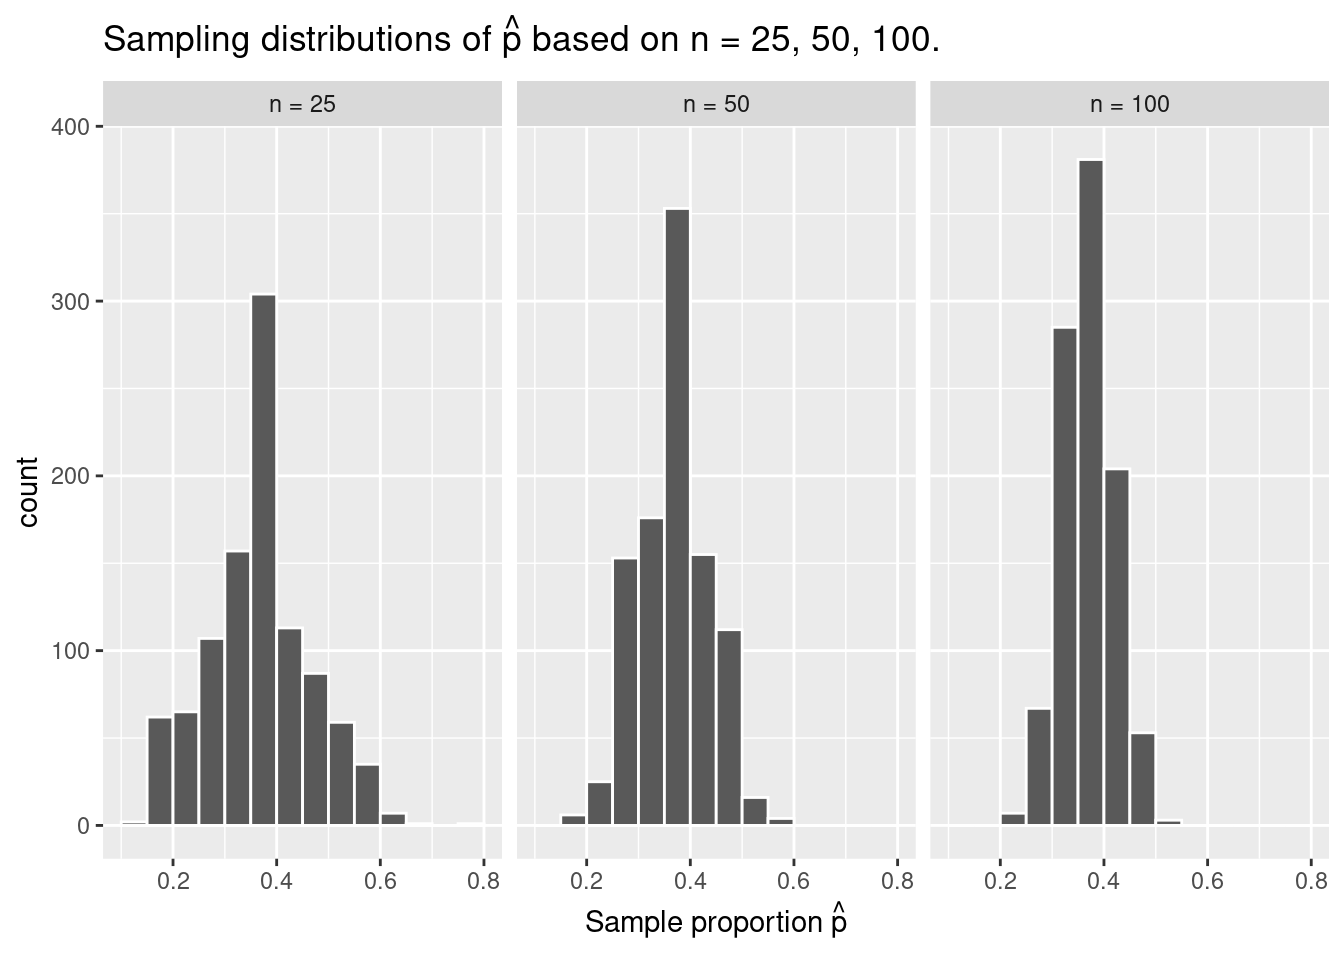 Sampling distributions of p̂ based on n = 25, 50, 100.
n = 25 n = 50 n = 100
400
300
200
100
0
count
0.2 0.4 0.6 0.8 0.2 0.4 0.6 0.8 0.2 0.4 0.6 0.8
Sample proportion p̂